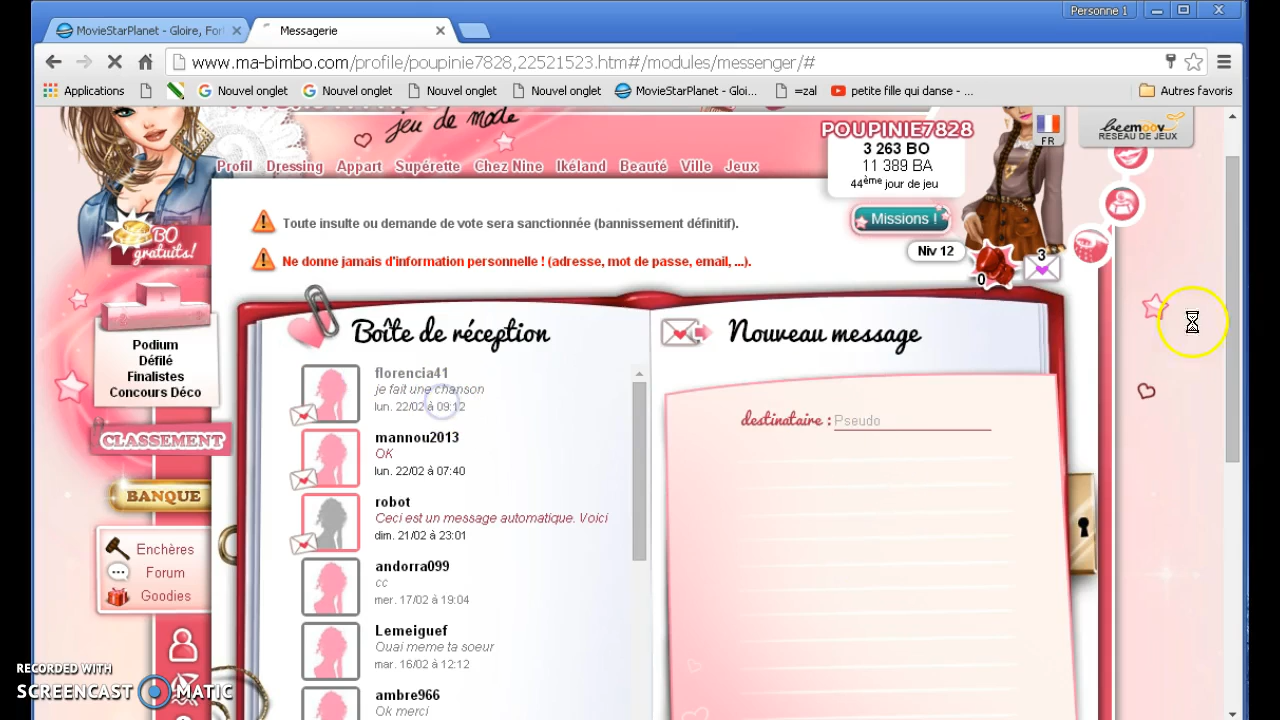 Personne 1
MovieStarPlanet - Gloire, For
Messagerie
www.ma-bimbo.com/profile/poupinie7828,22521523.htm#/modules/messenger/#
Applications
Nouvel onglet
Nouvel onglet
Nouvel onglet
Nouvel onglet
MovieStarPlanet - Gloi...
=zal
petite fille qui danse - ...
Autres favoris
jeu de mode
POUPINIE7828
3 263 BO
11 389 BA
44ème jour de jeu
FR
beemoov
RESEAU DE JEUX
Profil Dressing Appart Supérette Chez Nine Ikéland Beauté Ville Jeux
Missions !
Niv 12
0
3
BO
gratuits!
Toute insulte ou demande de vote sera sanctionnée (bannissement définitif).
Ne donne jamais d'information personnelle ! (adresse, mot de passe, email, ...).
1
Podium
Défilé
Finalistes
Concours Déco
CLASSEMENT
BANQUE
Enchères
Forum
Goodies
Boîte de réception
florencia41
je fait une chanson
lun. 22/02 à 09:12
mannou2013
OK
lun. 22/02 à 07:40
robot
Ceci est un message automatique. Voici
dim. 21/02 à 23:01
andorra099
cc
mer. 17/02 à 19:04
Lemeiguef
Ouai meme ta soeur
mar. 16/02 à 12:12
ambre966
Ok merci
Nouveau message
destinataire : Pseudo
RECORDED WITH
SCREENCAST MATIC